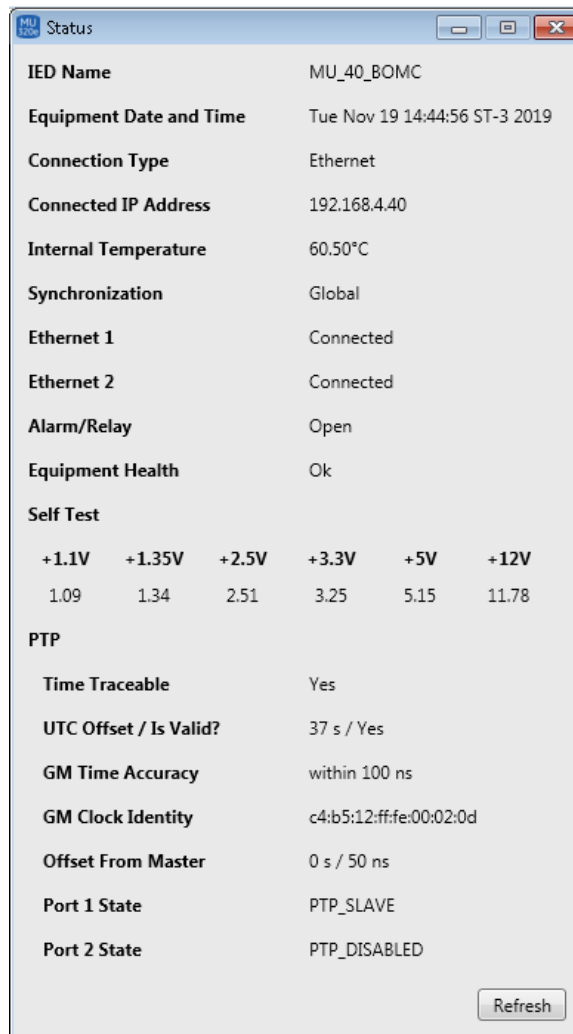 MU
320e
Status
IED Name MU_40_BOMC
Equipment Date and Time Tue Nov 19 14:44:56 ST-3 2019
Connection Type Ethernet
Connected IP Address 192.168.4.40
Internal Temperature 60.50°C
Synchronization Global
Ethernet 1 Connected
Ethernet 2 Connected
Alarm/Relay Open
Equipment Health Ok
Self Test
+1.1V +1.35V +2.5V +3.3V +5V +12V
1.09 1.34 2.51 3.25 5.15 11.78
PTP
Time Traceable Yes
UTC Offset / Is Valid? 37 s / Yes
GM Time Accuracy within 100 ns
GM Clock Identity c4:b5:12:ff:fe:00:02:0d
Offset From Master 0 s / 50 ns
Port 1 State PTP_SLAVE
Port 2 State PTP_DISABLED
Refresh